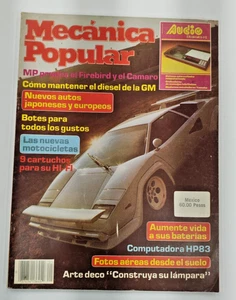 Mecánica
Popular
Audio
MP prueba el Firebird y el Camaro
Cómo mantener el diesel de la GM
Nuevos autos
japoneses y europeos
Botes para
todos los gustos
Las nuevas
motocicletas
9 cartuchos
para su Hi-Fi
México
Pesos
Aumente vida
a sus baterías
Computadora HP83
Fotos aéreas desde el suelo
Arte deco "Construya su lámpara"